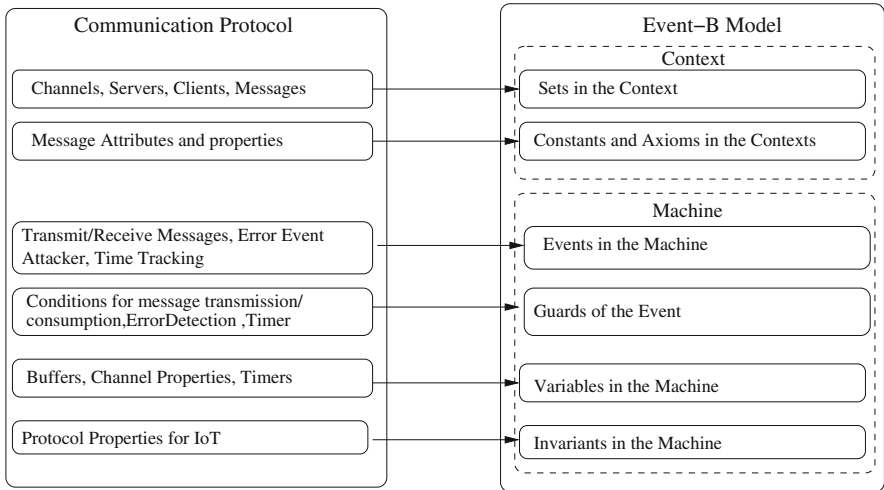 Communication Protocol
Channels, Servers, Clients, Messages
Message Attributes and properties
Transmit/Receive Messages, Error Event
Attacker, Time Tracking
Conditions for message transmission/
consumption,ErrorDetection ,Timer
Buffers, Channel Properties, Timers
Protocol Properties for IoT
Event−B Model
Context
Sets in the Context
Constants and Axioms in the Contexts
Machine
Events in the Machine
Guards of the Event
Variables in the Machine
Invariants in the Machine